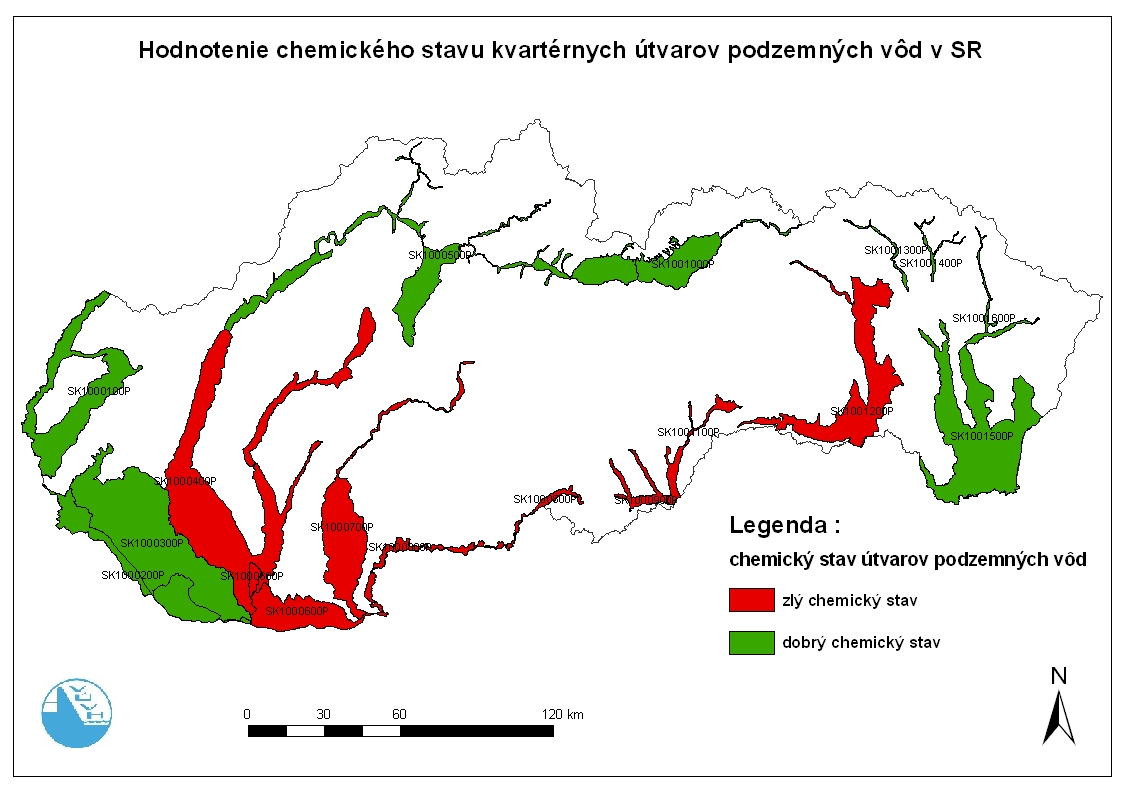 Hodnotenie chemického stavu kvartérnych útvarov podzemných vôd v SR
SK1000500P
SK1001000P
SK1001300P
SK1001400P
SK1001600P
SK1000100P
SK1001200P
SK1001100P
SK1001500P
SK1000400P
SK1000700P
SK1000300P
SK1000200P
SK1000600P
Legenda :
chemický stav útvarov podzemných vôd
zlý chemický stav
dobrý chemický stav
N
0 30 60 120 km